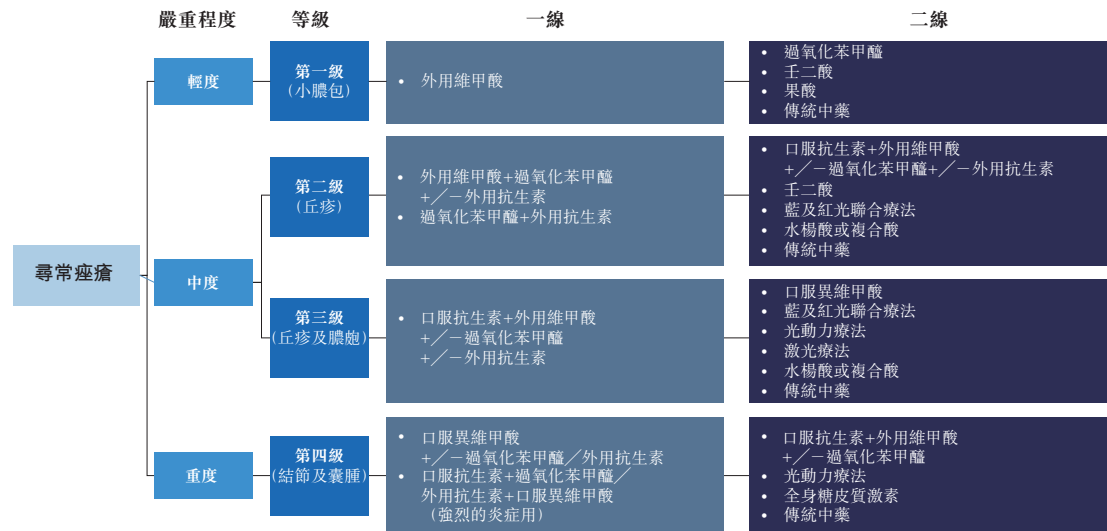 嚴重程度
等級
一線
二線
尋常痤瘡
輕度
第一級
(小膿包)
• 外用維甲酸
• 過氧化苯甲醯
• 壬二酸
• 果酸
• 傳統中藥
中度
第二級
(丘疹)
• 外用維甲酸+過氧化苯甲醯
+／－外用抗生素
• 過氧化苯甲醯+外用抗生素
• 口服抗生素+外用維甲酸
+／－過氧化苯甲醯+／－外用抗生素
• 壬二酸
• 藍及紅光聯合療法
• 水楊酸或複合酸
• 傳統中藥
第三級
(丘疹及膿皰)
• 口服抗生素+外用維甲酸
+／－過氧化苯甲醯
+／－外用抗生素
• 口服異維甲酸
• 藍及紅光聯合療法
• 光動力療法
• 激光療法
• 水楊酸或複合酸
• 傳統中藥
重度
第四級
(結節及囊腫)
• 口服異維甲酸
+／－過氧化苯甲醯／外用抗生素
• 口服抗生素+過氧化苯甲醯／
外用抗生素+口服異維甲酸
（強烈的炎症用）
• 口服抗生素+外用維甲酸
+／－過氧化苯甲醯
• 光動力療法
• 全身糖皮質激素
• 傳統中藥